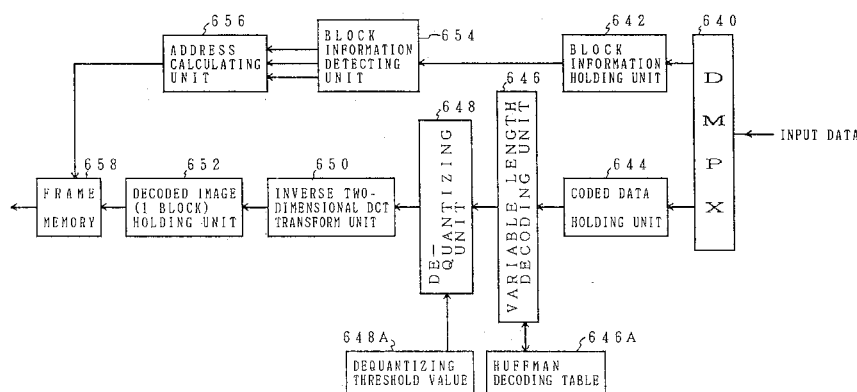 656
ADDRESS
CALCULATING
UNIT
BLOCK
INFORMATION
DETECTING
UNIT
654
642
BLOCK
INFORMATION
HOLDING UNIT
640
DMPX
INPUT DATA
646
VARIABLE LENGTH
DECODING UNIT
648
DE-
QUANTIZING
UNIT
644
CODED DATA
HOLDING UNIT
658
FRAME
MEMORY
652
DECODED IMAGE
(1 BLOCK)
HOLDING UNIT
650
INVERSE TWO-
DIMENSIONAL DCT
TRANSFORM UNIT
648A
DEQUANTIZING
THRESHOLD VALUE
646A
HUFFMAN
DECODING TABLE